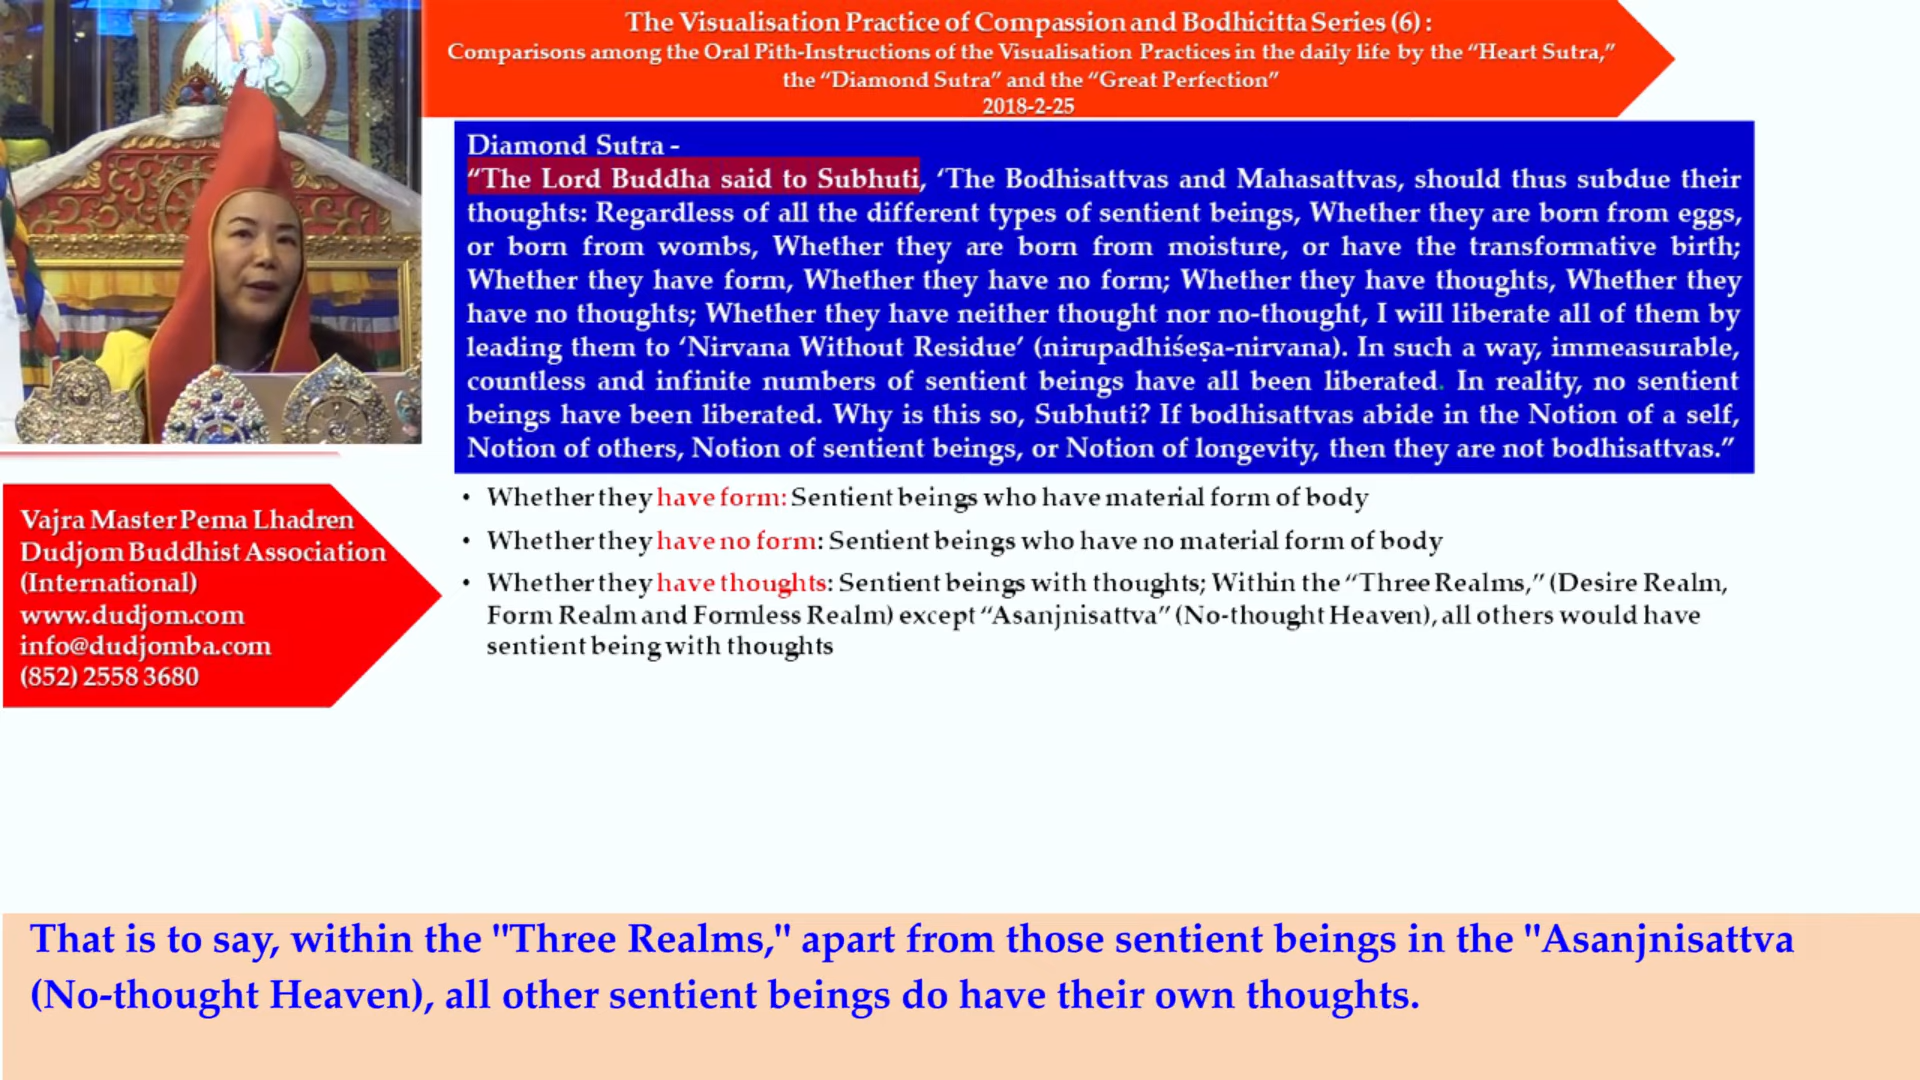 The Visualisation Practice of Compassion and Bodhicitta Series (6) :
Comparisons among the Oral Pith-Instructions of the Visualisation Practices in the daily life by the “Heart Sutra,”
the “Diamond Sutra” and the “Great Perfection”
2018-2-25
Diamond Sutra -
“The Lord Buddha said to Subhuti, ‘The Bodhisattvas and Mahasattvas, should thus subdue their
thoughts: Regardless of all the different types of sentient beings, Whether they are born from eggs,
or born from wombs, Whether they are born from moisture, or have the transformative birth;
Whether they have form, Whether they have no form; Whether they have thoughts, Whether they
have no thoughts; Whether they have neither thought nor no-thought, I will liberate all of them by
leading them to ‘Nirvana Without Residue’ (nirupadhiśeṣa-nirvana). In such a way, immeasurable,
countless and infinite numbers of sentient beings have all been liberated. In reality, no sentient
beings have been liberated. Why is this so, Subhuti? If bodhisattvas abide in the Notion of a self,
Notion of others, Notion of sentient beings, or Notion of longevity, then they are not bodhisattvas.”
• Whether they have form: Sentient beings who have material form of body
• Whether they have no form: Sentient beings who have no material form of body
• Whether they have thoughts: Sentient beings with thoughts; Within the “Three Realms,” (Desire Realm,
Form Realm and Formless Realm) except “Asanjnisattva” (No-thought Heaven), all others would have
sentient being with thoughts
Vajra Master Pema Lhadren
Dudjom Buddhist Association
(International)
www.dudjom.com
info@dudjomba.com
(852) 2558 3680
That is to say, within the "Three Realms," apart from those sentient beings in the "Asanjnisattva
(No-thought Heaven), all other sentient beings do have their own thoughts.